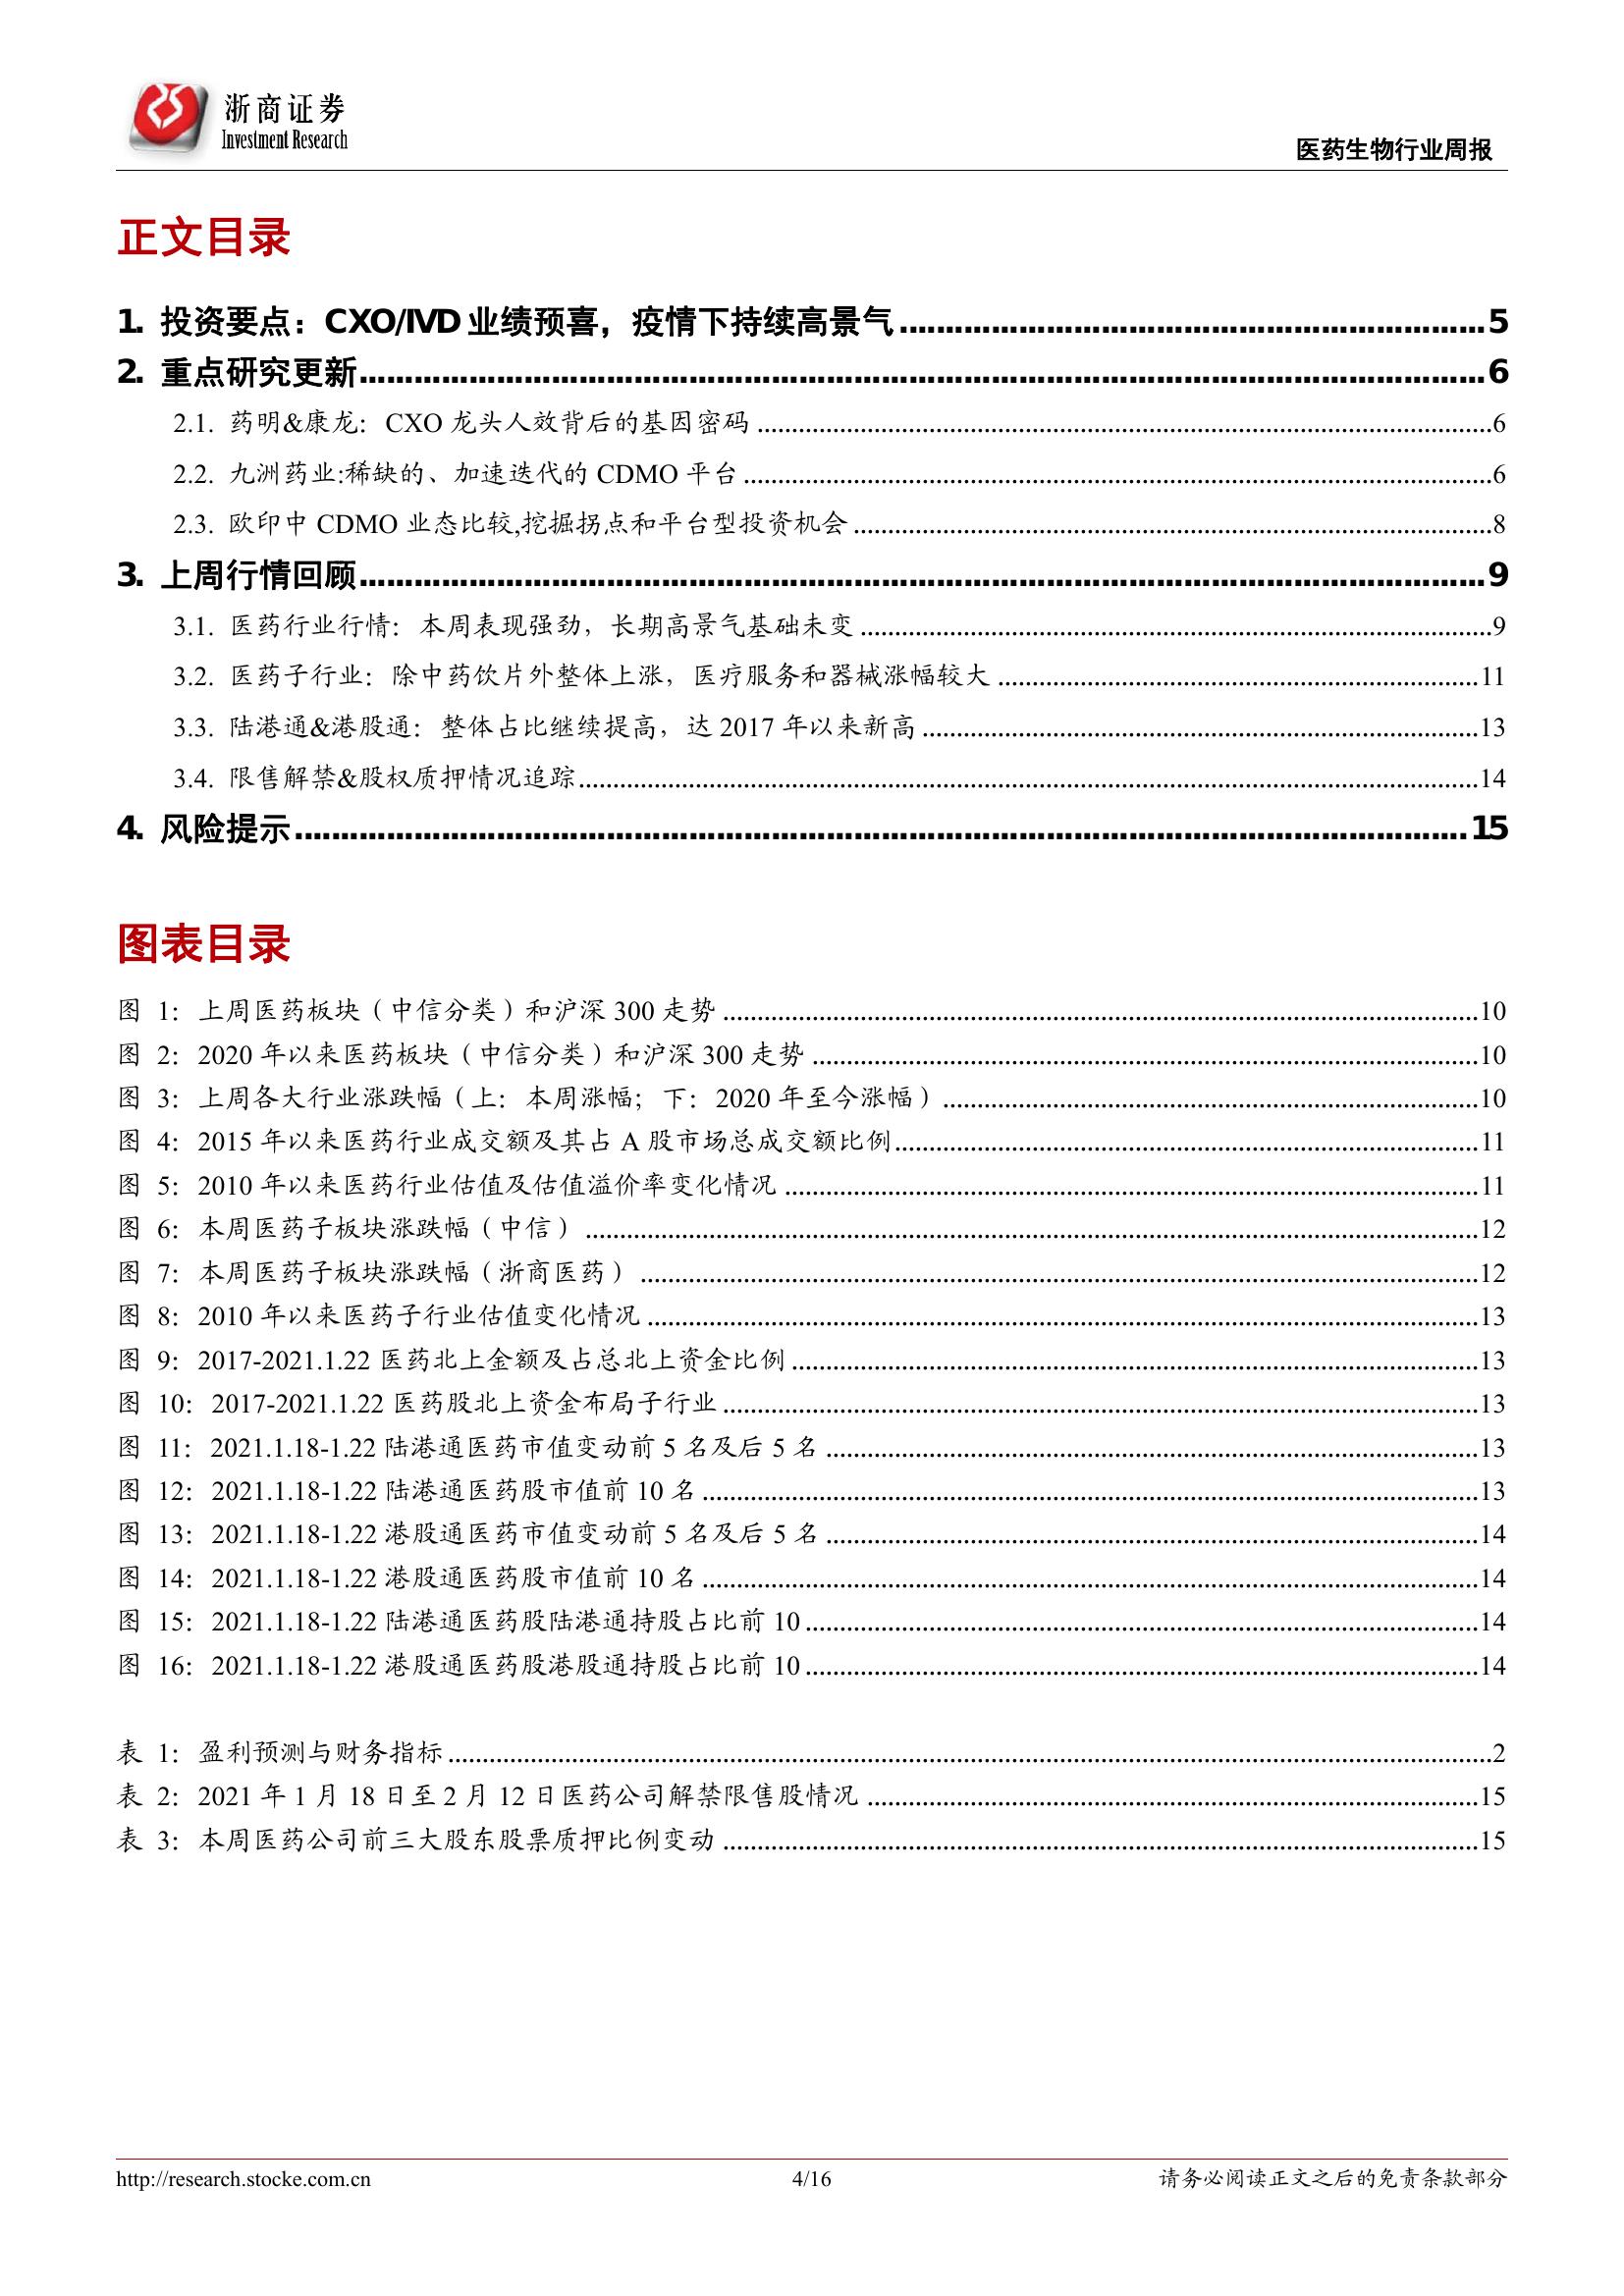 浙商证券
Investment Research
医药生物行业周报
正文目录
1. 投资要点：CXO/IVD 业绩预喜，疫情下持续高景气 5
2. 重点研究更新 6
2.1. 药明&康龙：CXO 龙头人效背后的基因密码 6
2.2. 九洲药业:稀缺的、加速迭代的 CDMO 平台 6
2.3. 欧印中 CDMO 业态比较,挖掘拐点和平台型投资机会 8
3. 上周行情回顾 9
3.1. 医药行业行情：本周表现强劲，长期高景气基础未变 9
3.2. 医药子行业：除中药饮片外整体上涨，医疗服务和器械涨幅较大 11
3.3. 陆港通&港股通：整体占比继续提高，达 2017 年以来新高 13
3.4. 限售解禁&股权质押情况追踪 14
4. 风险提示 15
图表目录
图 1：上周医药板块（中信分类）和沪深 300 走势 10
图 2：2020 年以来医药板块（中信分类）和沪深 300 走势 10
图 3：上周各大行业涨跌幅（上：本周涨幅；下：2020 年至今涨幅） 10
图 4：2015 年以来医药行业成交额及其占 A 股市场总成交额比例 11
图 5：2010 年以来医药行业估值及估值溢价率变化情况 11
图 6：本周医药子板块涨跌幅（中信） 12
图 7：本周医药子板块涨跌幅（浙商医药） 12
图 8：2010 年以来医药子行业估值变化情况 13
图 9：2017-2021.1.22 医药北上金额及占总北上资金比例 13
图 10：2017-2021.1.22 医药股北上资金布局子行业 13
图 11：2021.1.18-1.22 陆港通医药市值变动前 5 名及后 5 名 13
图 12：2021.1.18-1.22 陆港通医药股市值前 10 名 13
图 13：2021.1.18-1.22 港股通医药市值变动前 5 名及后 5 名 14
图 14：2021.1.18-1.22 港股通医药股市值前 10 名 14
图 15：2021.1.18-1.22 陆港通医药股陆港通持股占比前 10 14
图 16：2021.1.18-1.22 港股通医药股港股通持股占比前 10 14
表 1：盈利预测与财务指标 2
表 2：2021 年 1 月 18 日至 2 月 12 日医药公司解禁限售股情况 15
表 3：本周医药公司前三大股东股票质押比例变动 15
http://research.stocke.com.cn
4/16
请务必阅读正文之后的免责条款部分